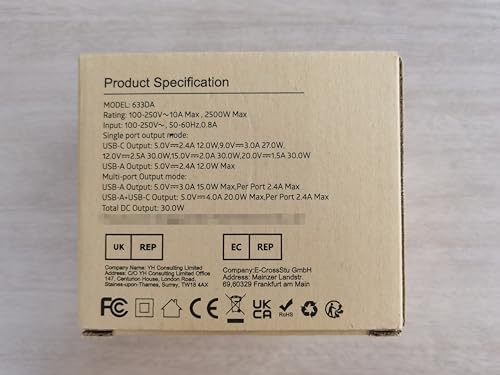 Product Specification
MODEL: 633DA
Rating: 100-250V~10A Max , 2500W Max
Input: 100-250V~, 50-60Hz,0.8A
Single port output mode:
USB-C Output: 5.0V⎓2.4A 12.0W,9.0V⎓3.0A 27.0W,
12.0V⎓2.5A 30.0W,15.0V⎓2.0A 30.0W,20.0V⎓1.5A 30.0W
USB-A Output: 5.0V⎓2.4A 12.0W Max
Multi-port Output mode:
USB-A Output: 5.0V⎓3.0A 15.0W Max,Per Port 2.4A Max
USB-A+USB-C Output: 5.0V⎓4.0A 20.0W Max,Per Port 2.4A Max
Total DC Output: 30.0W
UK REP
Company Name: YH Consulting Limited
Address: C/O YH Consulting Limited Office
147, Centurion House, London Road,
Staines-upon-Thames, Surrey, TW18 4AX
EC REP
Company:E-CrossStu GmbH
Address: Mainzer Landstr.
69,60329 Frankfurt am Main
FC CE UK CA RoHS